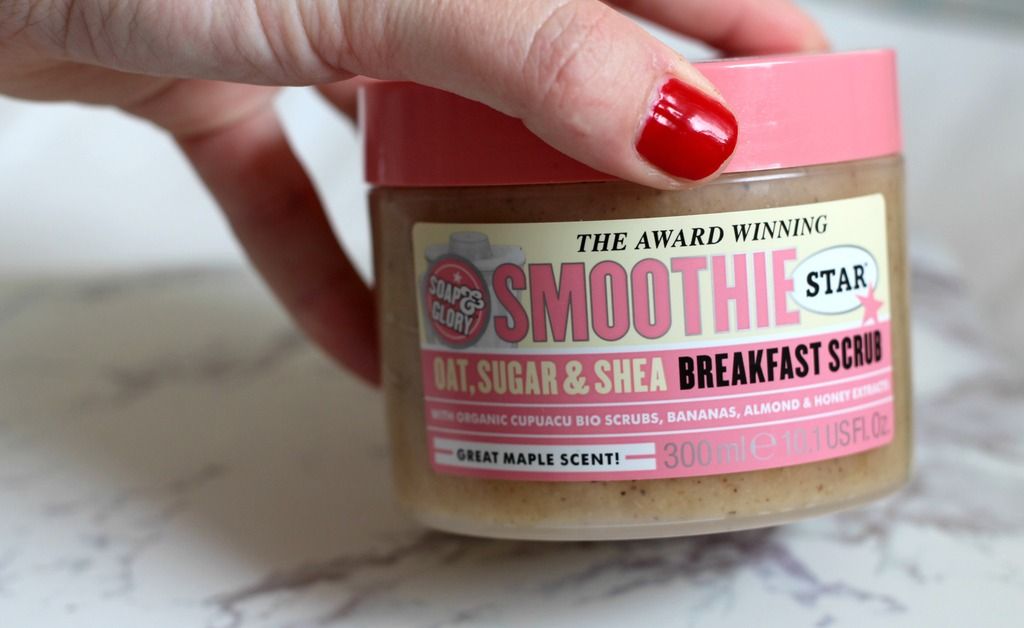 THE AWARD WINNING
SOAP &
GLORY
SMOOTHIE
STAR
OAT, SUGAR & SHEA BREAKFAST SCRUB
WITH ORGANIC CUPUACU BIO SCRUBS, BANANAS, ALMOND & HONEY EXTRACTS
GREAT MAPLE SCENT! 300 ml e 10.1 US Fl. Oz.